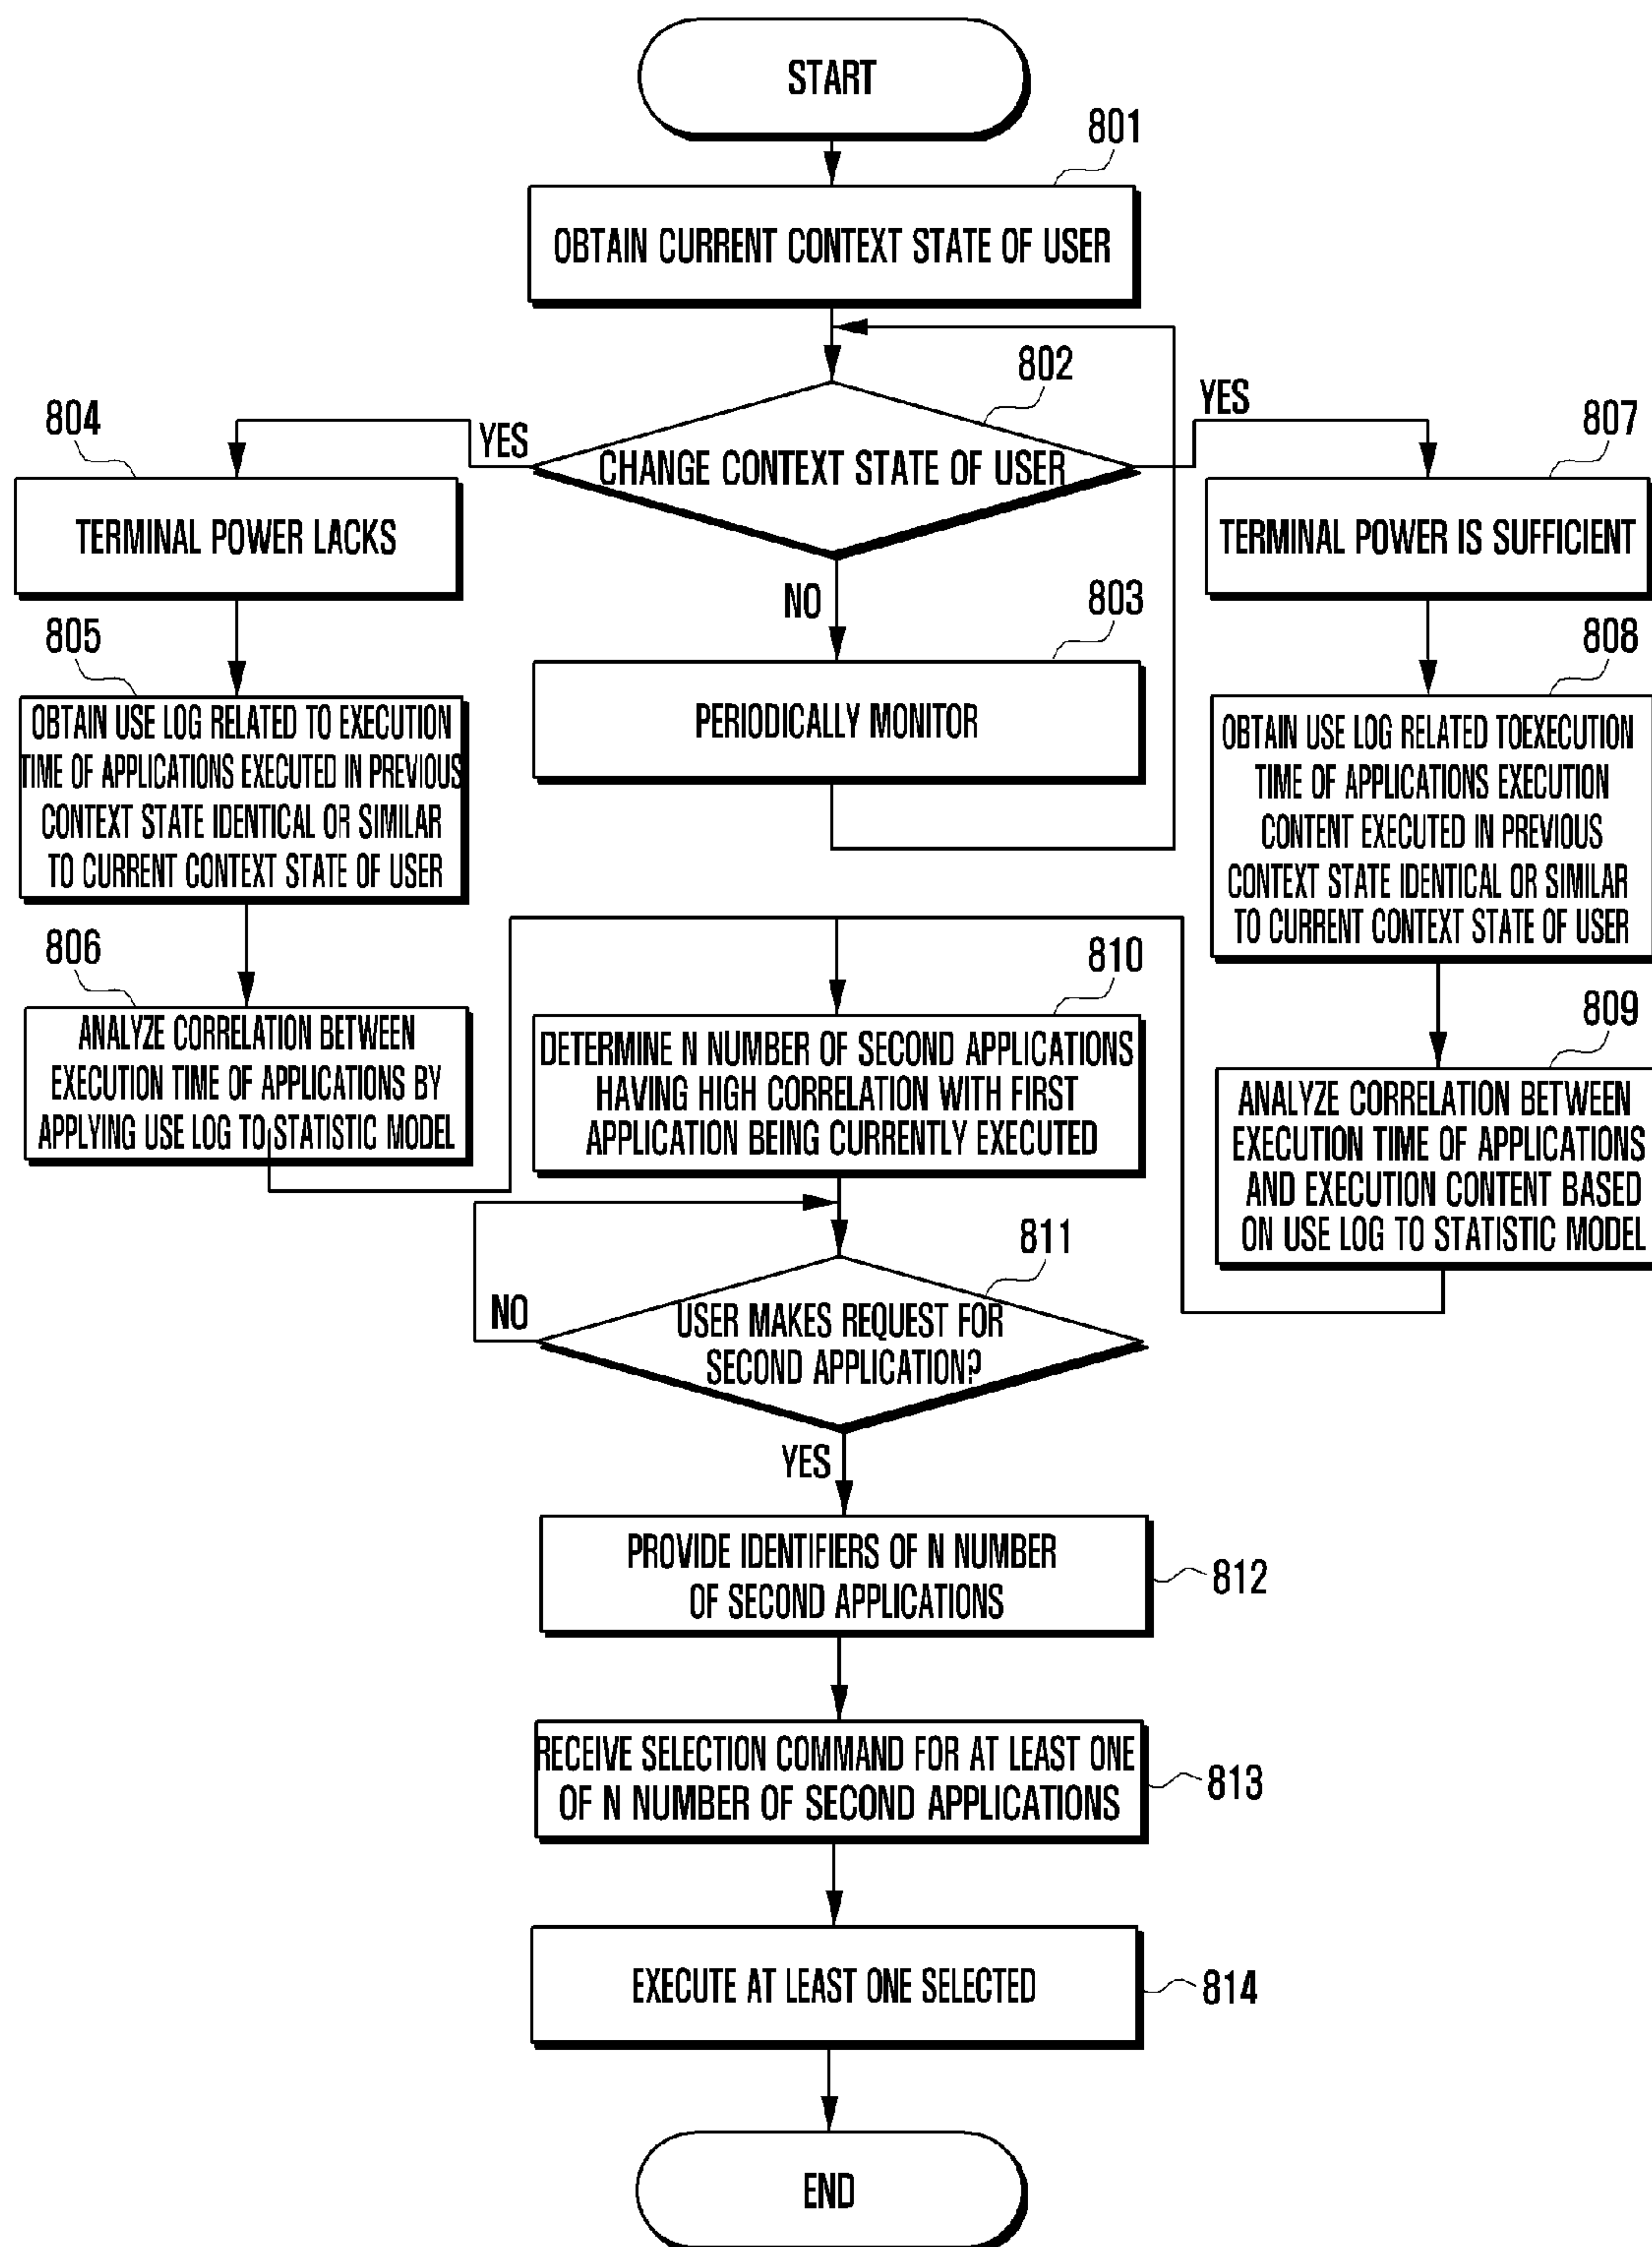 START
801
OBTAIN CURRENT CONTEXT STATE OF USER
802
YES
YES
804
807
CHANGE CONTEXT STATE OF USER
TERMINAL POWER LACKS
TERMINAL POWER IS SUFFICIENT
NO
803
805
808
PERIODICALLY MONITOR
OBTAIN USE LOG RELATED TO EXECUTION
TIME OF APPLICATIONS EXECUTED IN PREVIOUS
CONTEXT STATE IDENTICAL OR SIMILAR
TO CURRENT CONTEXT STATE OF USER
OBTAIN USE LOG RELATED TOEXECUTION
TIME OF APPLICATIONS EXECUTION
CONTENT EXECUTED IN PREVIOUS
CONTEXT STATE IDENTICAL OR SIMILAR
TO CURRENT CONTEXT STATE OF USER
806
810
809
ANALYZE CORRELATION BETWEEN
EXECUTION TIME OF APPLICATIONS BY
APPLYING USE LOG TO STATISTIC MODEL
DETERMINE N NUMBER OF SECOND APPLICATIONS
HAVING HIGH CORRELATION WITH FIRST
APPLICATION BEING CURRENTLY EXECUTED
ANALYZE CORRELATION BETWEEN
EXECUTION TIME OF APPLICATIONS
AND EXECUTION CONTENT BASED
ON USE LOG TO STATISTIC MODEL
811
NO
USER MAKES REQUEST FOR
SECOND APPLICATION?
YES
PROVIDE IDENTIFIERS OF N NUMBER
OF SECOND APPLICATIONS
812
RECEIVE SELECTION COMMAND FOR AT LEAST ONE
OF N NUMBER OF SECOND APPLICATIONS
813
EXECUTE AT LEAST ONE SELECTED
814
END